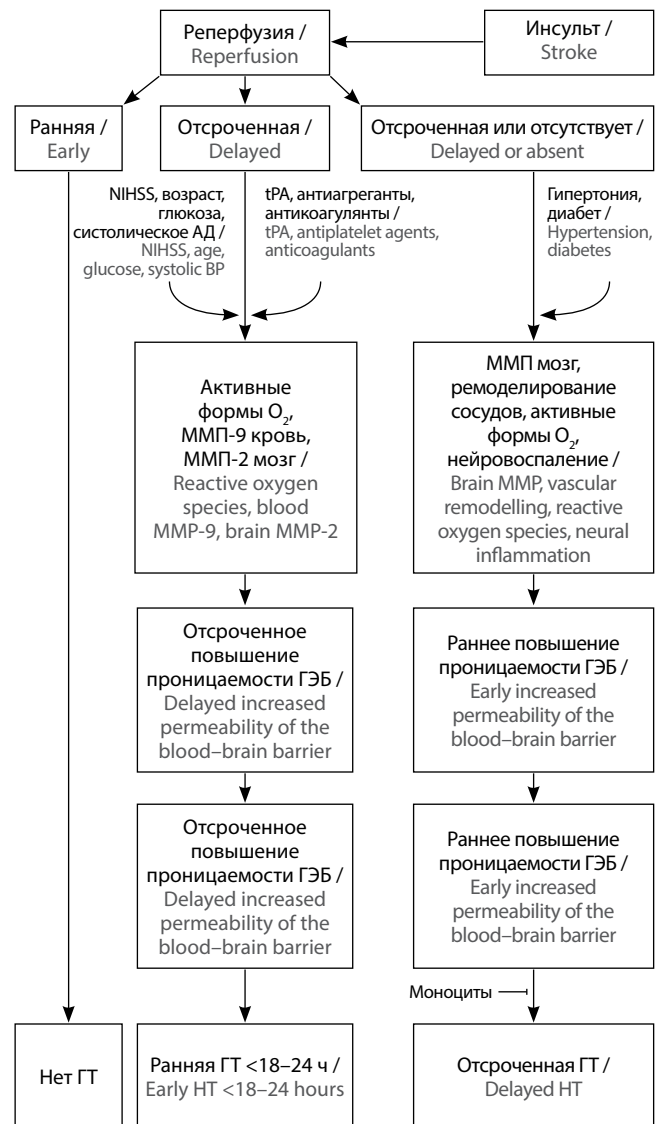 Реперфузия /
Reperfusion
Инсульт /
Stroke
Ранняя /
Early
Отсроченная /
Delayed
Отсроченная или отсутствует /
Delayed or absent
NIHSS, возраст,
глюкоза,
систолическое АД /
NIHSS, age,
glucose, systolic BP
tPA, антиагреганты,
антикоагулянты /
tPA, antiplatelet agents,
anticoagulants
Гипертония,
диабет /
Hypertension,
diabetes
Активные
формы O₂,
ММП-9 кровь,
ММП-2 мозг /
Reactive oxygen
species, blood
MMP-9, brain MMP-2
ММП мозг,
ремоделирование
сосудов, активные
формы O₂,
нейровоспаление /
Brain MMP, vascular
remodelling, reactive
oxygen species, neural
inflammation
Отсроченное
повышение
проницаемости ГЭБ /
Delayed increased
permeability of the
blood–brain barrier
Раннее повышение
проницаемости ГЭБ /
Early increased
permeability of the
blood–brain barrier
Отсроченное
повышение
проницаемости ГЭБ /
Delayed increased
permeability of the
blood–brain barrier
Раннее повышение
проницаемости ГЭБ /
Early increased
permeability of the
blood–brain barrier
Моноциты
Нет ГТ
Ранняя ГТ <18–24 ч /
Early HT <18–24 hours
Отсроченная ГТ /
Delayed HT